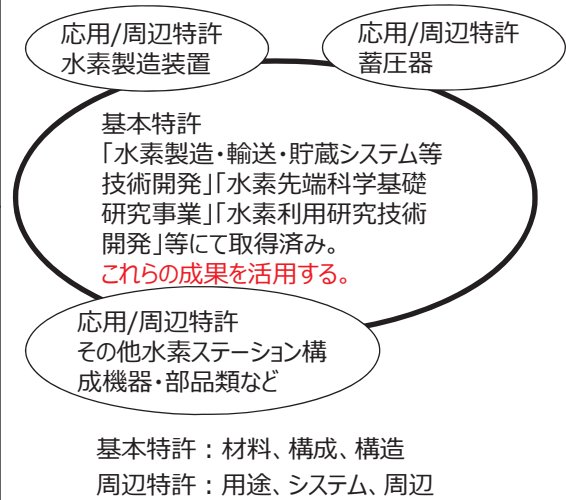 応用/周辺特許
水素製造装置
応用/周辺特許
蓄圧器
基本特許
「水素製造・輸送・貯蔵システム等
技術開発」「水素先端科学基礎
研究事業」「水素利用研究技術
開発」等にて取得済み。
これらの成果を活用する。
応用/周辺特許
その他水素ステーション構
成機器・部品類など
基本特許：材料、構成、構造
周辺特許：用途、システム、周辺